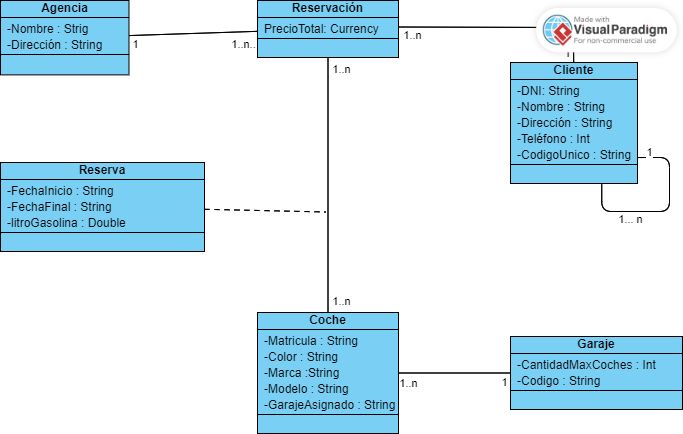 Agencia
-Nombre : Strig
-Dirección : String
1
1..n..
Reservación
PrecioTotal: Currency
1..n
1..n
Made with
VisualParadigm
For non-commercial use
Cliente
-DNI: String
-Nombre : String
-Dirección : String
-Teléfono : Int
-CodigoUnico : String
1
1... n
Reserva
-FechaInicio : String
-FechaFinal : String
-litroGasolina : Double
1..n
Coche
-Matricula : String
-Color : String
-Marca :String
-Modelo : String
-GarajeAsignado : String
1..n
1
Garaje
-CantidadMaxCoches : Int
-Codigo : String